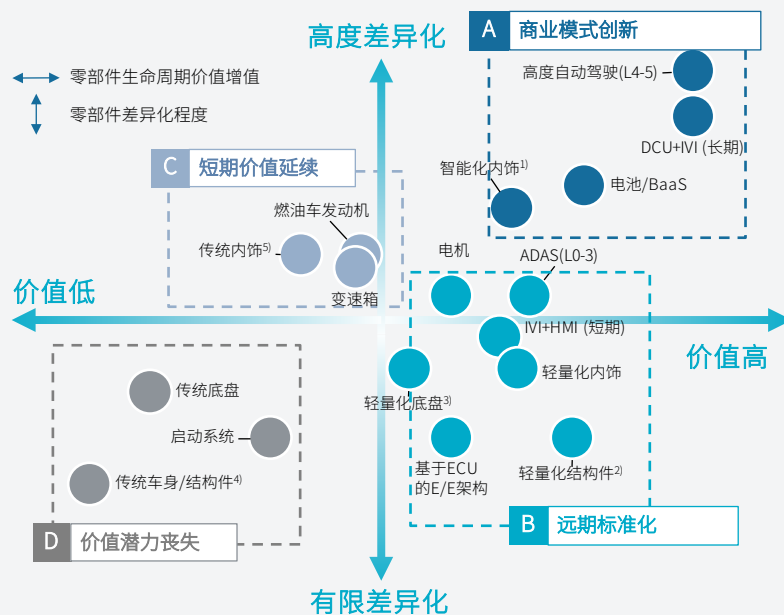 高度差异化
A 商业模式创新
零部件生命周期价值增值
零部件差异化程度
高度自动驾驶(L4-5)
DCU+IVI (长期)
智能化内饰1)
电池/BaaS
C 短期价值延续
燃油车发动机
传统内饰5)
变速箱
价值低
价值高
电机
ADAS(L0-3)
IVI+HMI (短期)
轻量化内饰
轻量化底盘3)
基于ECU
的E/E架构
轻量化结构件2)
B 远期标准化
传统底盘
启动系统
传统车身/结构件4)
D 价值潜力丧失
有限差异化